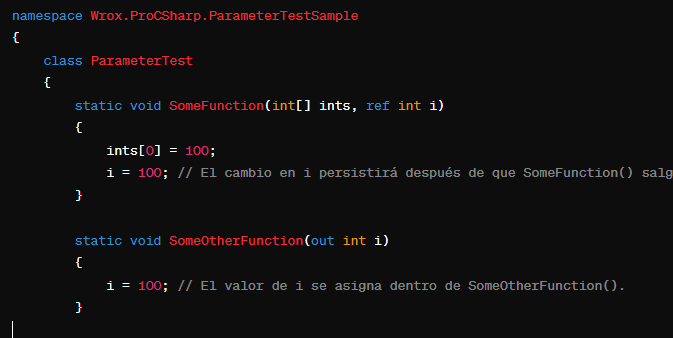 namespace Wrox.ProCSharp.ParameterTestSample
{
    class ParameterTest
    {
        static void SomeFunction(int[] ints, ref int i)
        {
            ints[0] = 100;
            i = 100; // El cambio en i persistirá después de que SomeFunction() salg
        }

        static void SomeOtherFunction(out int i)
        {
            i = 100; // El valor de i se asigna dentro de SomeOtherFunction().
        }